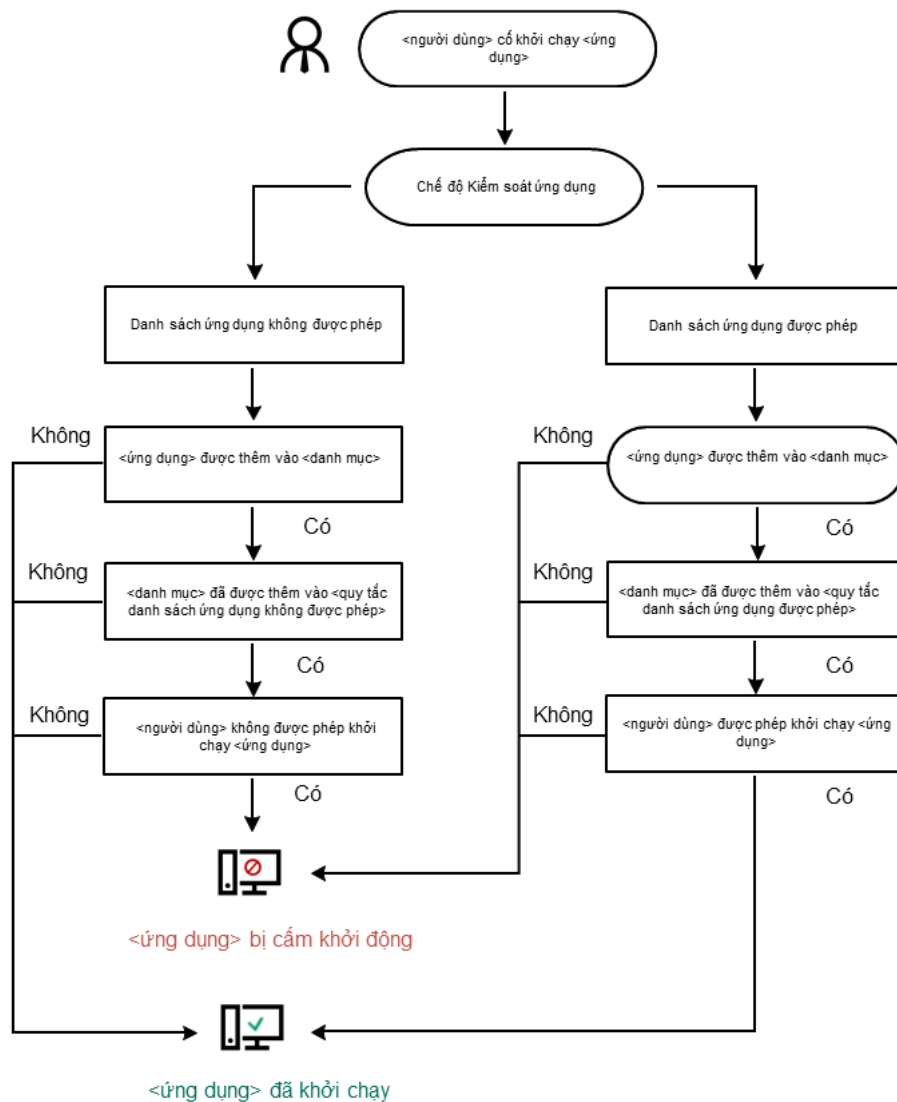 <người dùng> cố khởi chạy <ứng
dụng>
Chế độ Kiểm soát ứng dụng
Danh sách ứng dụng không được phép
Danh sách ứng dụng được phép
Không
<ứng dụng> được thêm vào <danh mục>
Không
<ứng dụng> được thêm vào <danh mục>
Có
Có
Không
<danh mục> đã được thêm vào <quy tắc
danh sách ứng dụng không được phép>
Không
<danh mục> đã được thêm vào <quy tắc
danh sách ứng dụng được phép>
Có
Có
Không
<người dùng> không được phép khởi
chạy <ứng dụng>
Không
<người dùng> được phép khởi chạy <ứng
dụng>
Có
Có
<ứng dụng> bị cấm khởi động
<ứng dụng> đã khởi chạy